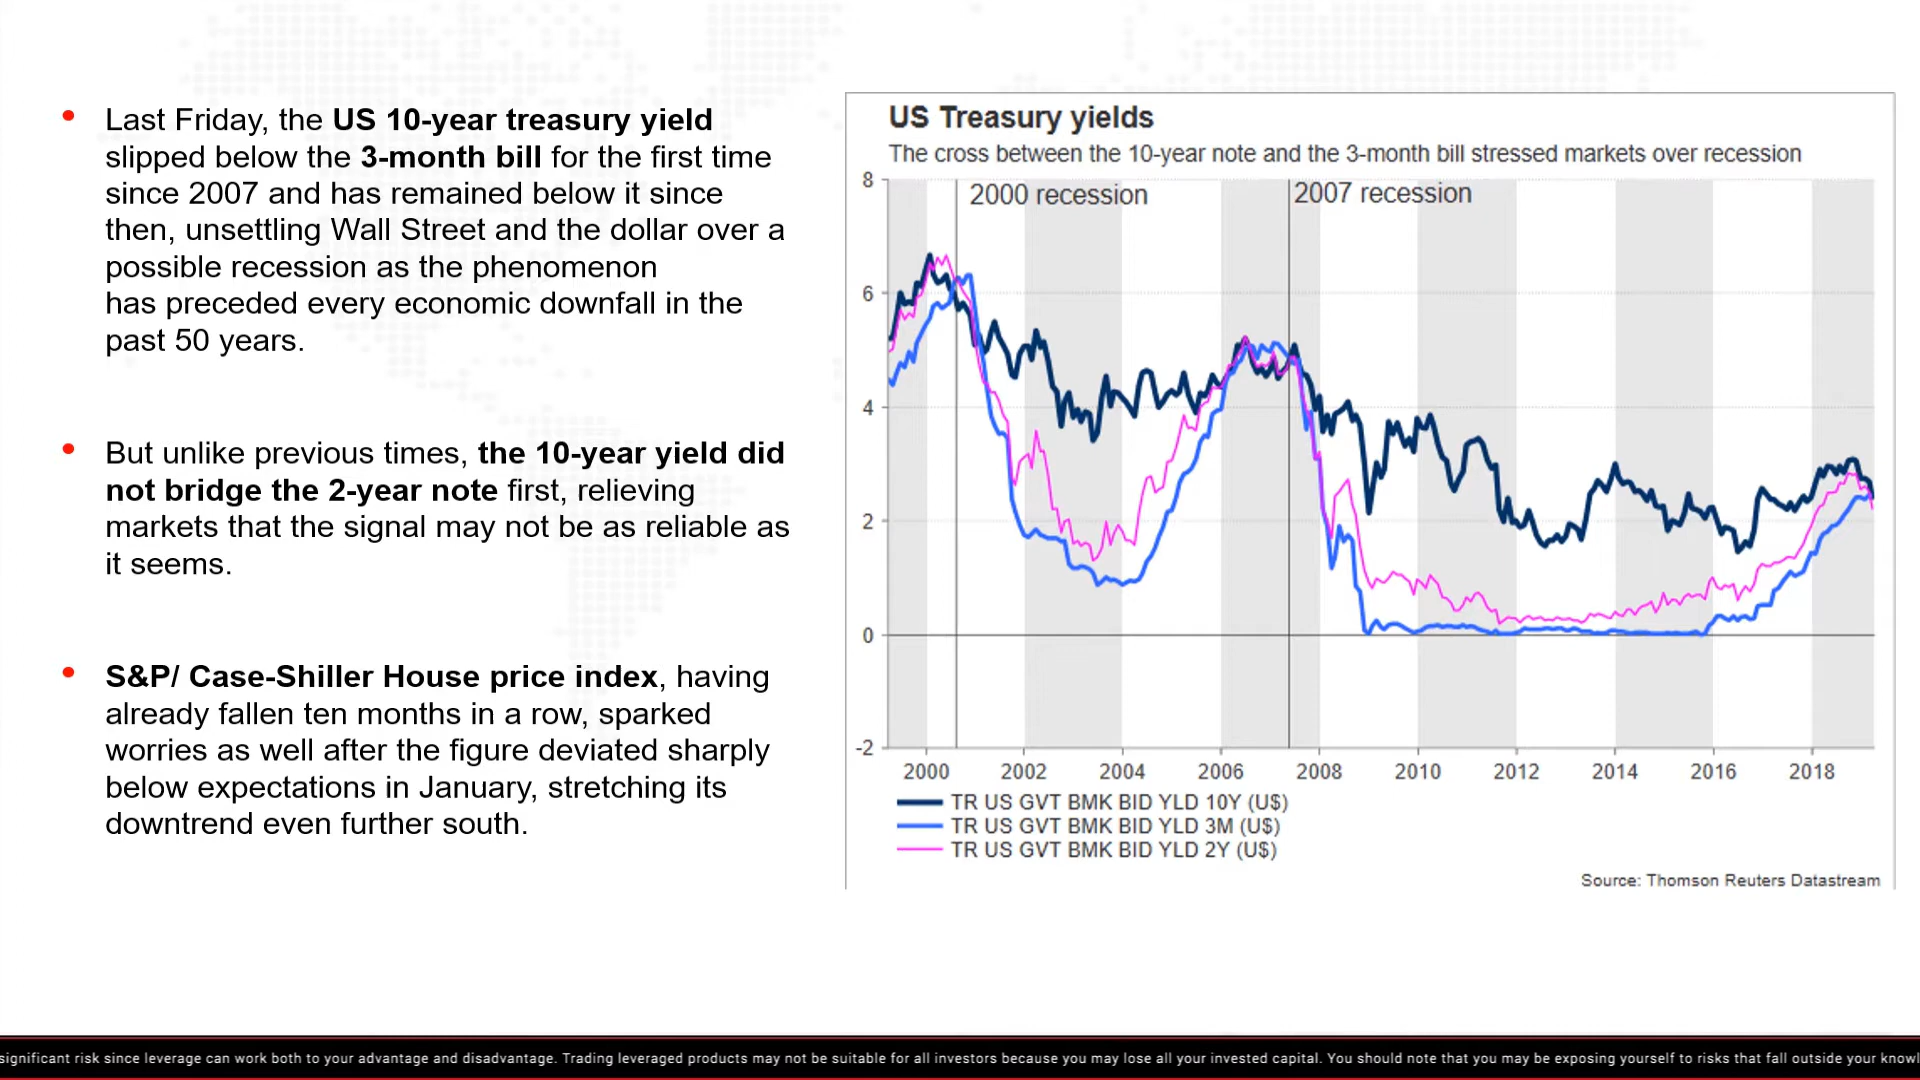 Last Friday, the US 10-year treasury yield
slipped below the 3-month bill for the first time
since 2007 and has remained below it since
then, unsettling Wall Street and the dollar over a
possible recession as the phenomenon
has preceded every economic downfall in the
past 50 years.
But unlike previous times, the 10-year yield did
not bridge the 2-year note first, relieving
markets that the signal may not be as reliable as
it seems.
S&P/ Case-Shiller House price index, having
already fallen ten months in a row, sparked
worries as well after the figure deviated sharply
below expectations in January, stretching its
downtrend even further south.
US Treasury yields
The cross between the 10-year note and the 3-month bill stressed markets over recession
2000 recession
2007 recession
8
6
4
2
0
-2
2000 2002 2004 2006 2008 2010 2012 2014 2016 2018
TR US GVT BMK BID YLD 10Y (U$)
TR US GVT BMK BID YLD 3M (U$)
TR US GVT BMK BID YLD 2Y (U$)
Source: Thomson Reuters Datastream
significant risk since leverage can work both to your advantage and disadvantage. Trading leveraged products may not be suitable for all investors because you may lose all your invested capital. You should note that you may be exposing yourself to risks that fall outside your knowl